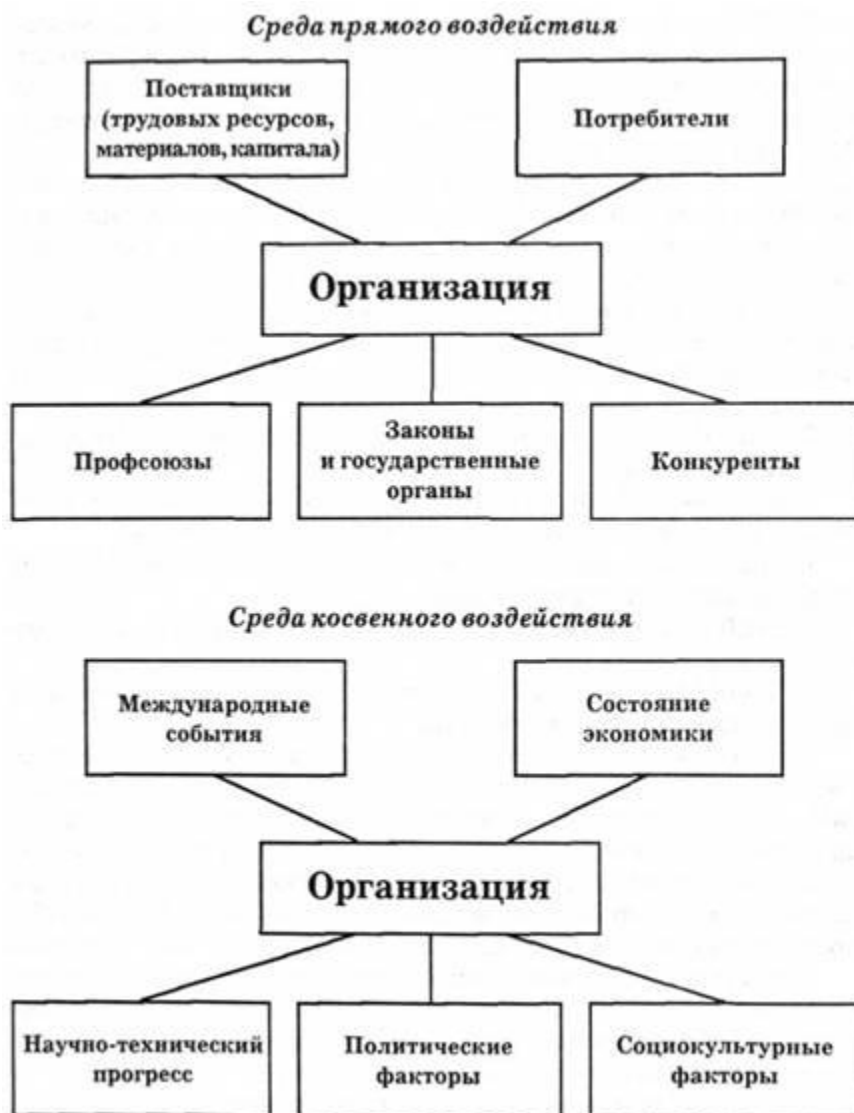 Среда прямого воздействия
Поставщики
(трудовых ресурсов,
материалов, капитала)
Потребители
Организация
Профсоюзы
Законы
и государственные
органы
Конкуренты
Среда косвенного воздействия
Международные
события
Состояние
экономики
Организация
Научно-технический
прогресс
Политические
факторы
Социокультурные
факторы